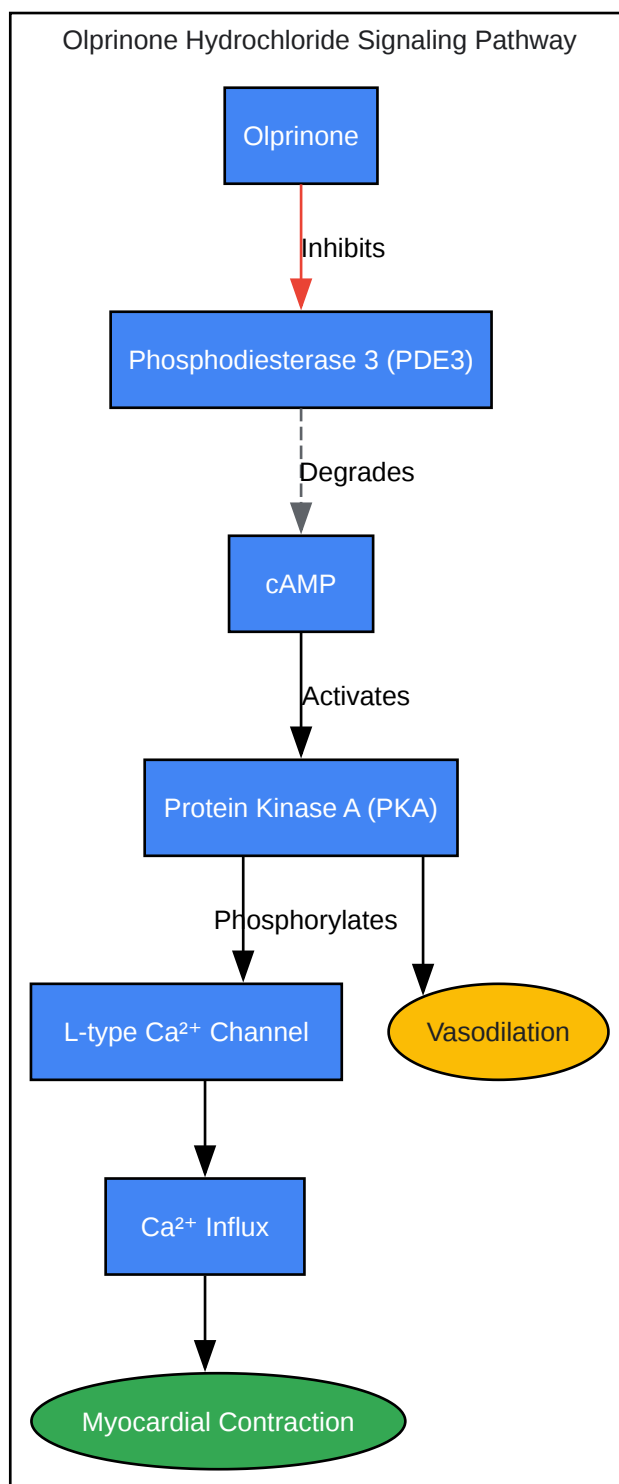 Olprinone Hydrochloride Signaling Pathway
Olprinone
Inhibits
Phosphodiesterase 3 (PDE3)
Degrades
cAMP
Activates
Protein Kinase A (PKA)
Phosphorylates
L-type Ca²⁺ Channel
Vasodilation
Ca²⁺ Influx
Myocardial Contraction